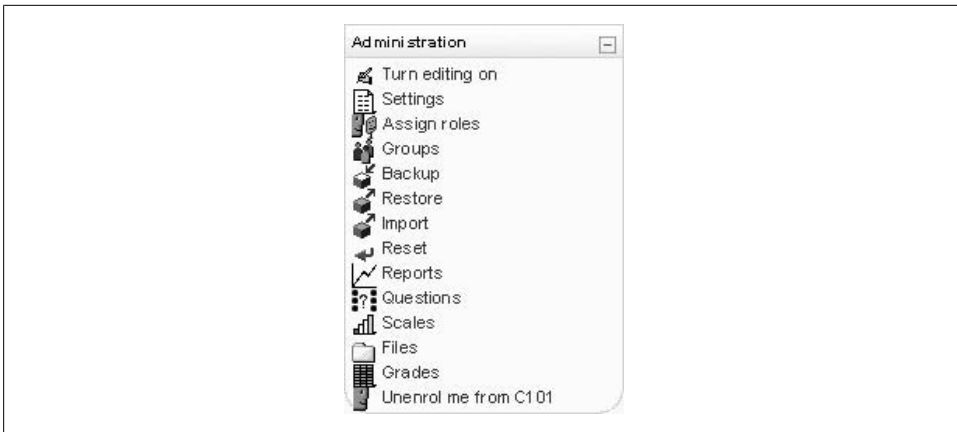 Administration
Turn editing on
Settings
Assign roles
Groups
Backup
Restore
Import
Reset
Reports
Questions
Scales
Files
Grades
Unenrol me from C101